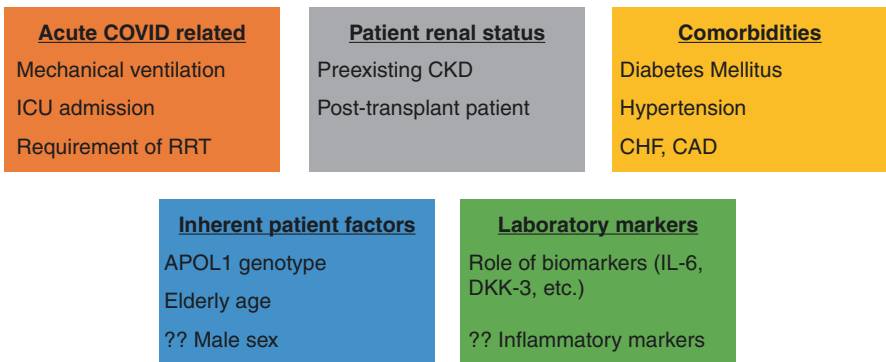 Acute COVID related
Mechanical ventilation
ICU admission
Requirement of RRT
Patient renal status
Preexisting CKD
Post-transplant patient
Comorbidities
Diabetes Mellitus
Hypertension
CHF, CAD
Inherent patient factors
APOL1 genotype
Elderly age
?? Male sex
Laboratory markers
Role of biomarkers (IL-6,
DKK-3, etc.)
?? Inflammatory markers